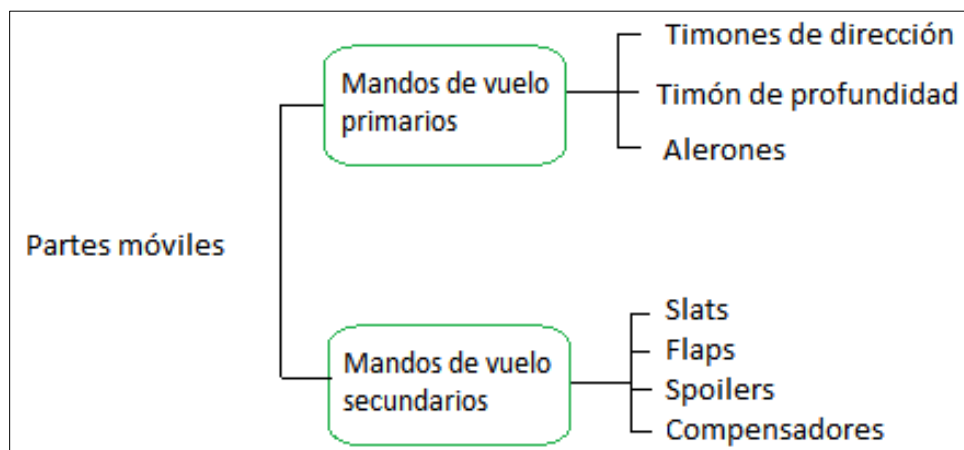 Partes móviles
Mandos de vuelo
primarios
Timones de dirección
Timón de profundidad
Alerones
Mandos de vuelo
secundarios
Slats
Flaps
Spoilers
Compensadores